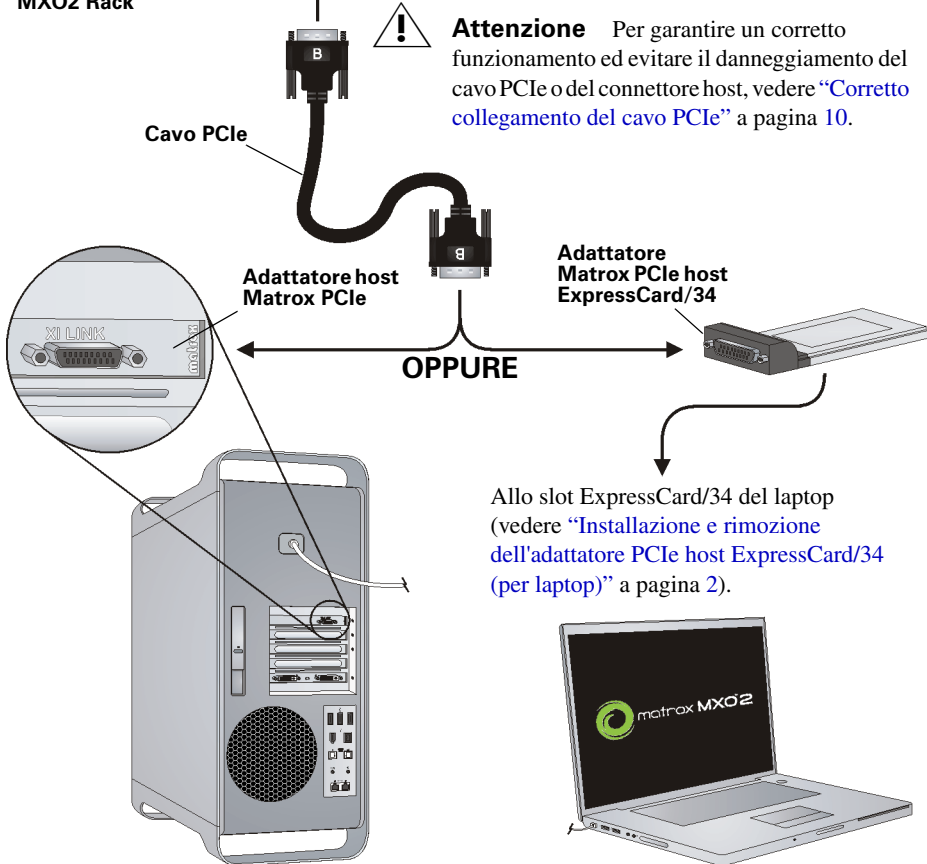 MXO2 Rack
B
Attenzione Per garantire un corretto
funzionamento ed evitare il danneggiamento del
cavo PCIe o del connettore host, vedere “Corretto
collegamento del cavo PCIe” a pagina 10.
Cavo PCIe
B
Adattatore host
Matrox PCIe
Adattatore
Matrox PCIe host
ExpressCard/34
XI LINK
matrox
OPPURE
Allo slot ExpressCard/34 del laptop
(vedere “Installazione e rimozione
dell'adattatore PCIe host ExpressCard/34
(per laptop)” a pagina 2).
matrox MXO2